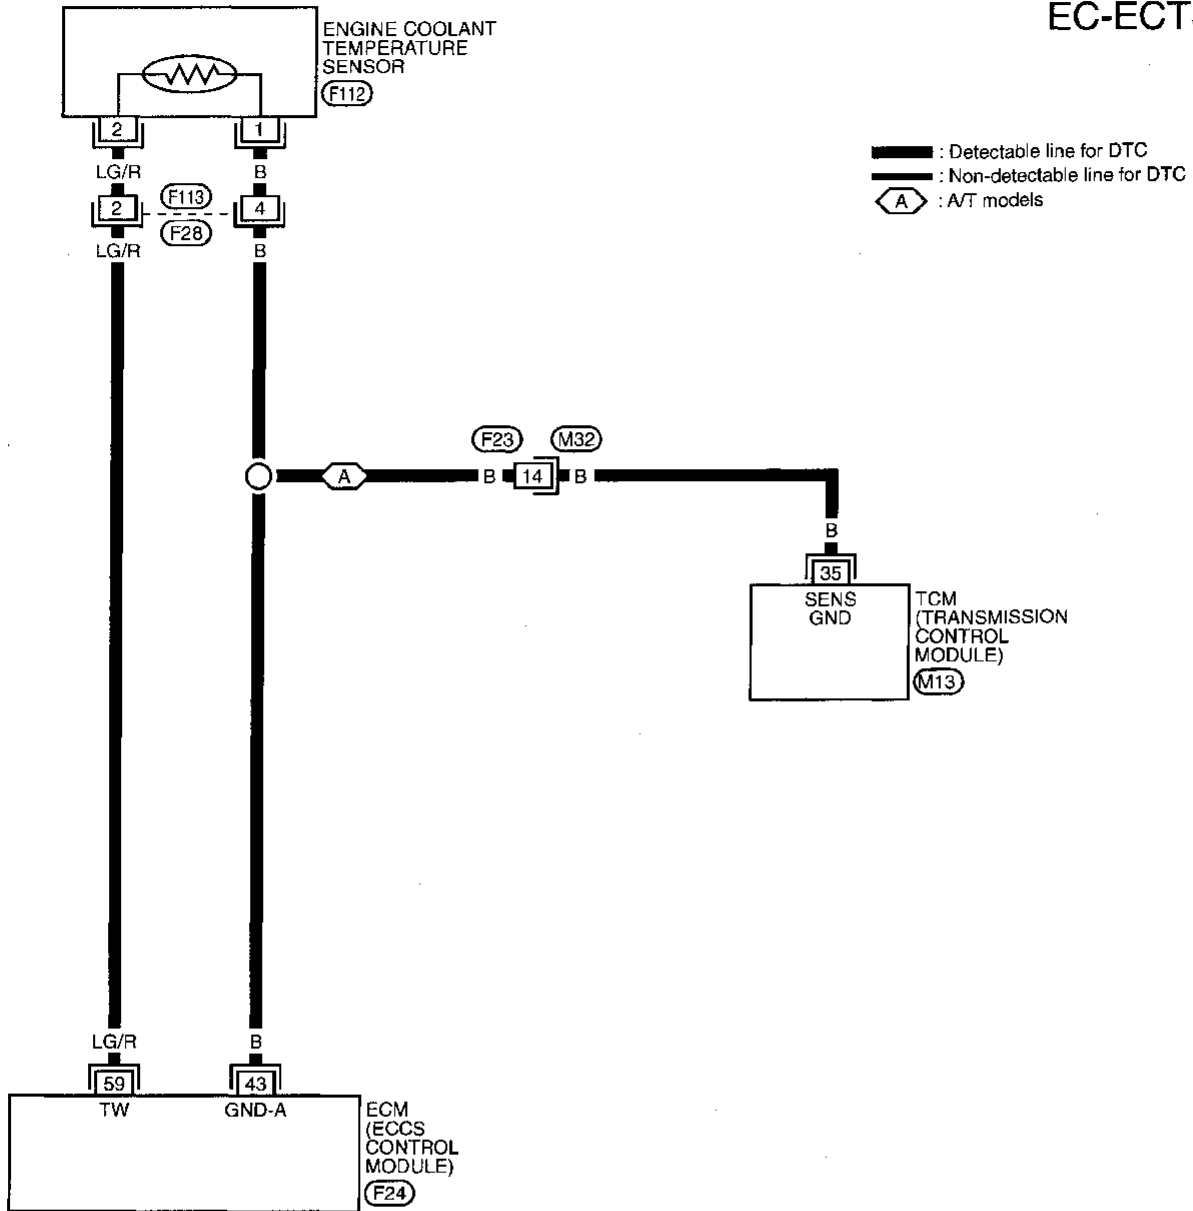 EC-ECT-
ENGINE COOLANT
TEMPERATURE
SENSOR
F112
2
1
LG/R
B
: Detectable line for DTC
: Non-detectable line for DTC
A : A/T models
2
F113
4
F28
LG/R
B
F23
M32
A
B
14
B
B
35
SENS
GND
TCM
(TRANSMISSION
CONTROL
MODULE)
M13
LG/R
B
59
43
TW
GND-A
ECM
(ECCS
CONTROL
MODULE)
F24